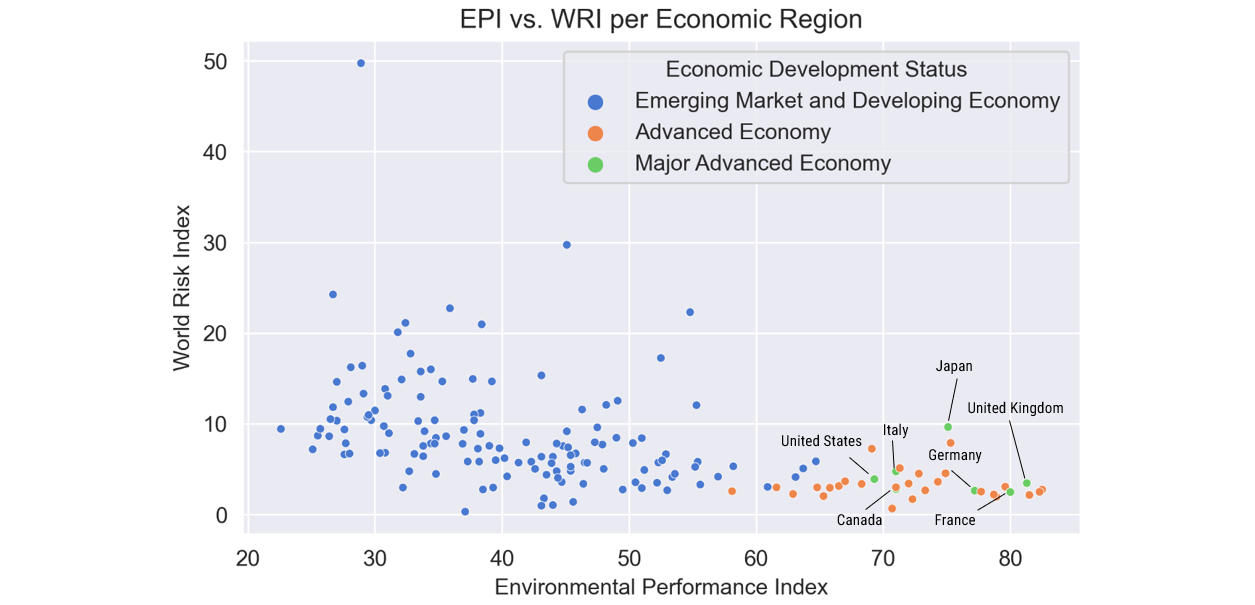 EPI vs. WRI per Economic Region
Economic Development Status
Emerging Market and Developing Economy
Advanced Economy
Major Advanced Economy
World Risk Index
50
40
30
20
10
0
Japan
United Kingdom
Italy
United States
Germany
Canada
France
20 30 40 50 60 70 80
Environmental Performance Index